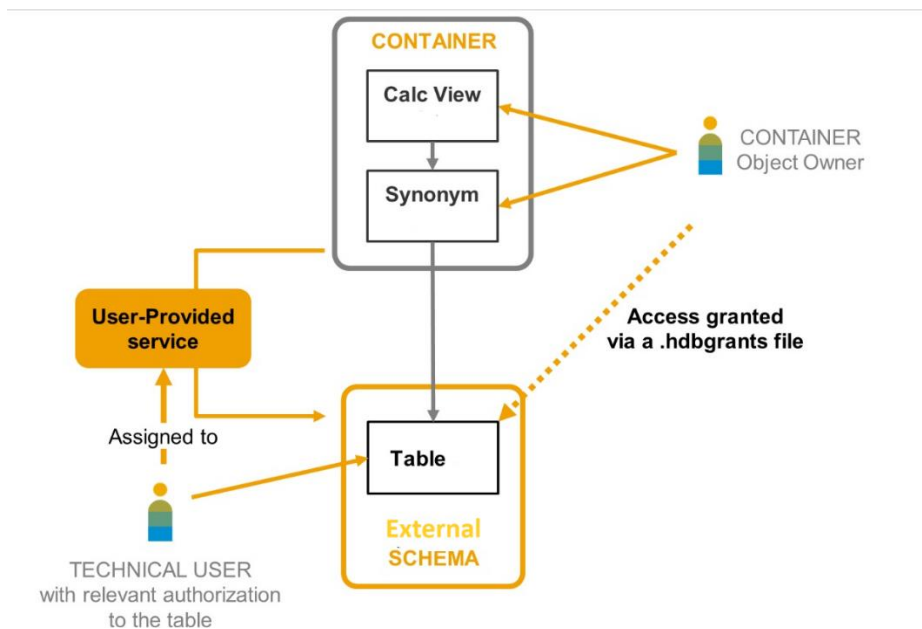 CONTAINER
Calc View
Synonym
CONTAINER
Object Owner
User-Provided
service
Access granted
via a .hdbgrants file
Assigned to
Table
External
SCHEMA
TECHNICAL USER
with relevant authorization
to the table